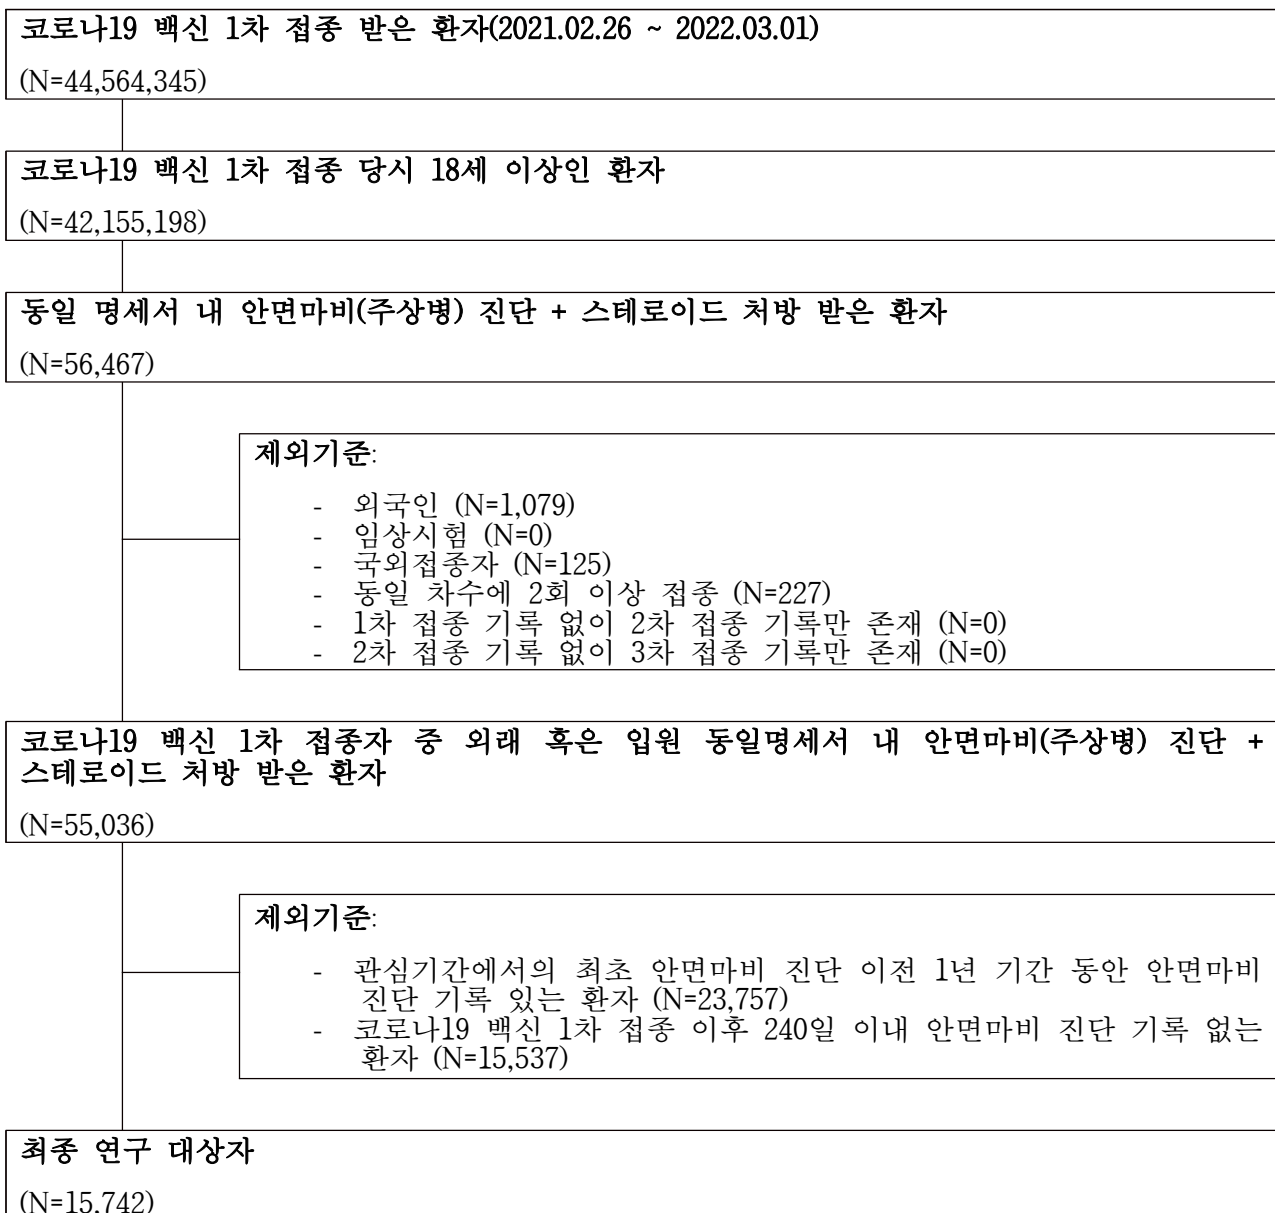 코로나19 백신 1차 접종 받은 환자(2021.02.26 ~ 2022.03.01)
(N=44,564,345)
코로나19 백신 1차 접종 당시 18세 이상인 환자
(N=42,155,198)
동일 명세서 내 안면마비(주상병) 진단 + 스테로이드 처방 받은 환자
(N=56,467)
제외기준:
- 외국인 (N=1,079)
- 임상시험 (N=0)
- 국외접종자 (N=125)
- 동일 차수에 2회 이상 접종 (N=227)
- 1차 접종 기록 없이 2차 접종 기록만 존재 (N=0)
- 2차 접종 기록 없이 3차 접종 기록만 존재 (N=0)
코로나19 백신 1차 접종자 중 외래 혹은 입원 동일명세서 내 안면마비(주상병) 진단 +
스테로이드 처방 받은 환자
(N=55,036)
제외기준:
- 관심기간에서의 최초 안면마비 진단 이전 1년 기간 동안 안면마비
진단 기록 있는 환자 (N=23,757)
- 코로나19 백신 1차 접종 이후 240일 이내 안면마비 진단 기록 없는
환자 (N=15,537)
최종 연구 대상자
(N=15,742)